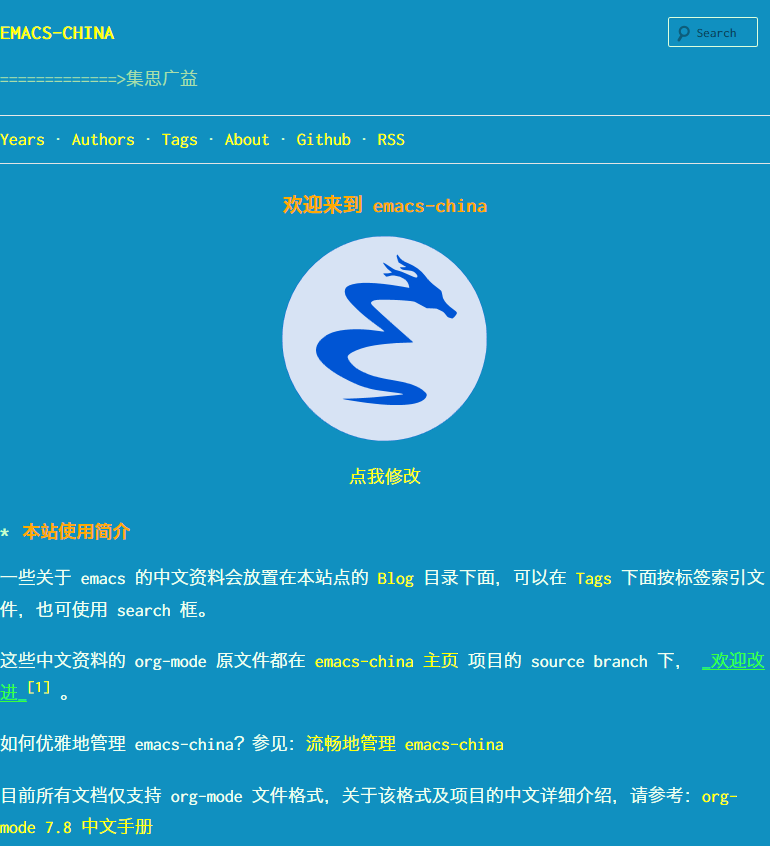 EMACS-CHINA
Search
=============>集思广益
Years · Authors · Tags · About · Github · RSS
欢迎来到 emacs-china
点我修改
* 本站使用简介
一些关于 emacs 的中文资料会放置在本站点的 Blog 目录下面，可以在 Tags 下面按标签索引文
件，也可使用 search 框。
这些中文资料的 org-mode 原文件都在 emacs-china 主页 项目的 source branch 下， _欢迎改
进_[1] 。
如何优雅地管理 emacs-china？参见：流畅地管理 emacs-china
目前所有文档仅支持 org-mode 文件格式，关于该格式及项目的中文详细介绍，请参考：org-
mode 7.8 中文手册